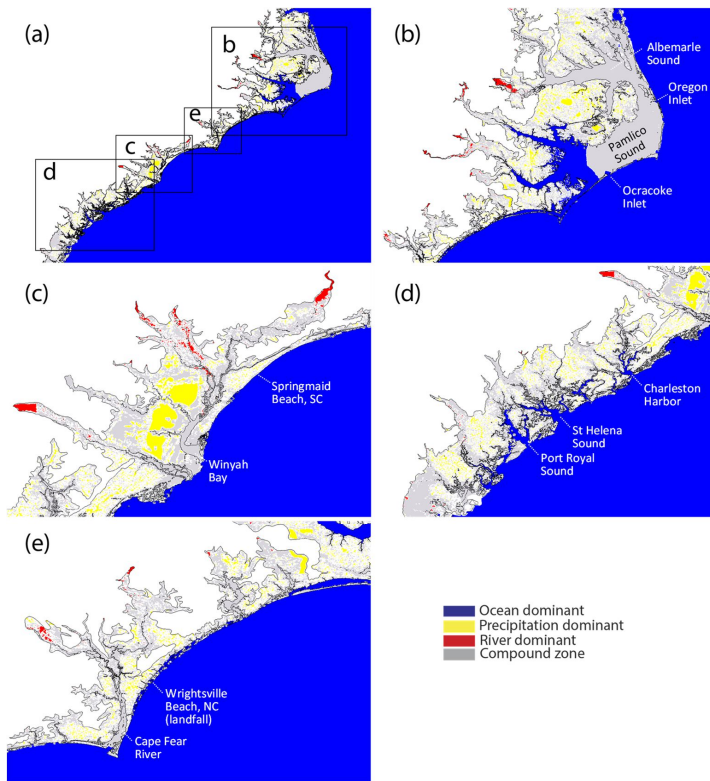 (a)
b
e
c
d
(b)
Albemarle
Sound
Oregon
Inlet
Pamlico
Sound
Ocracoke
Inlet
(c)
Springmaid
Beach, SC
Winyah
Bay
(d)
Charleston
Harbor
St Helena
Sound
Port Royal
Sound
(e)
Wrightsville
Beach, NC
(landfall)
Cape Fear
River
Ocean dominant
Precipitation dominant
River dominant
Compound zone